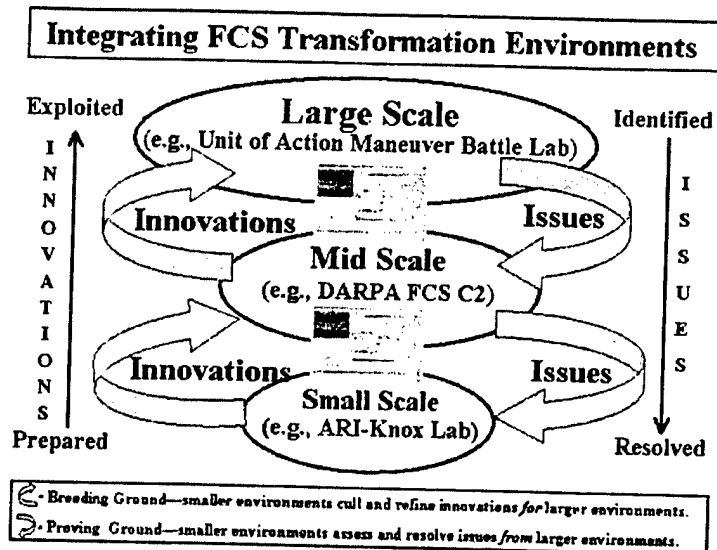 Integrating FCS Transformation Environments
Exploited
Identified
Large Scale
(e.g., Unit of Action Maneuver Battle Lab)
INNOVATIONS
ISSUES
Innovations
Issues
Mid Scale
(e.g., DARPA FCS C2)
Innovations
Issues
Small Scale
(e.g., ARI-Knox Lab)
Prepared
Resolved
- Breeding Ground—smaller environments cull and refine innovations for larger environments.
- Proving Ground—smaller environments assess and resolve issues from larger environments.